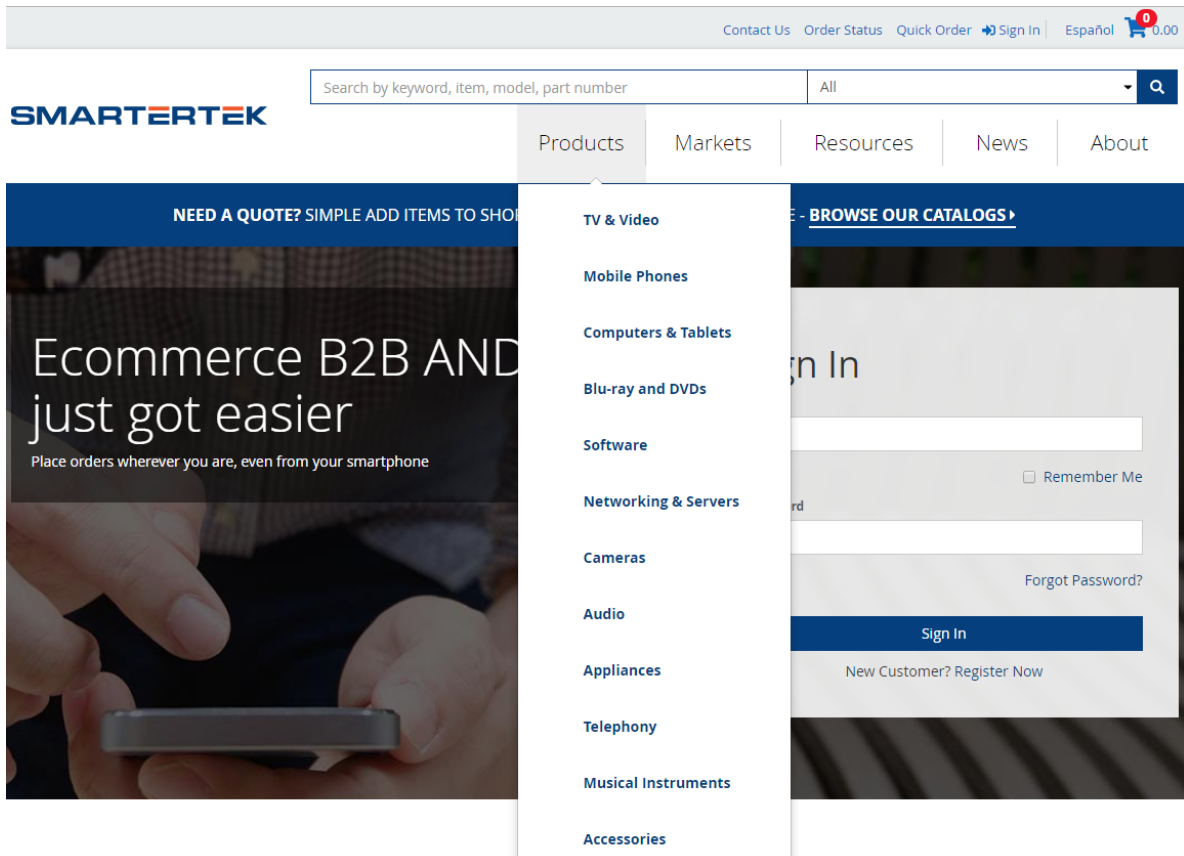 Contact Us Order Status Quick Order Sign In Español 0 0.00
Search by keyword, item, model, part number All
SMARTERTEK
Products Markets Resources News About
NEED A QUOTE? SIMPLE ADD ITEMS TO - BROWSE OUR CATALOGS
TV & Video
Mobile Phones
Computers & Tablets
Blu-ray and DVDs
Software
Networking & Servers
Cameras
Audio
Appliances
Telephony
Musical Instruments
Accessories
Ecommerce B2B AND
just got easier
Place orders wherever you are, even from your smartphone
In
Remember Me
Forgot Password?
Sign In
New Customer? Register Now